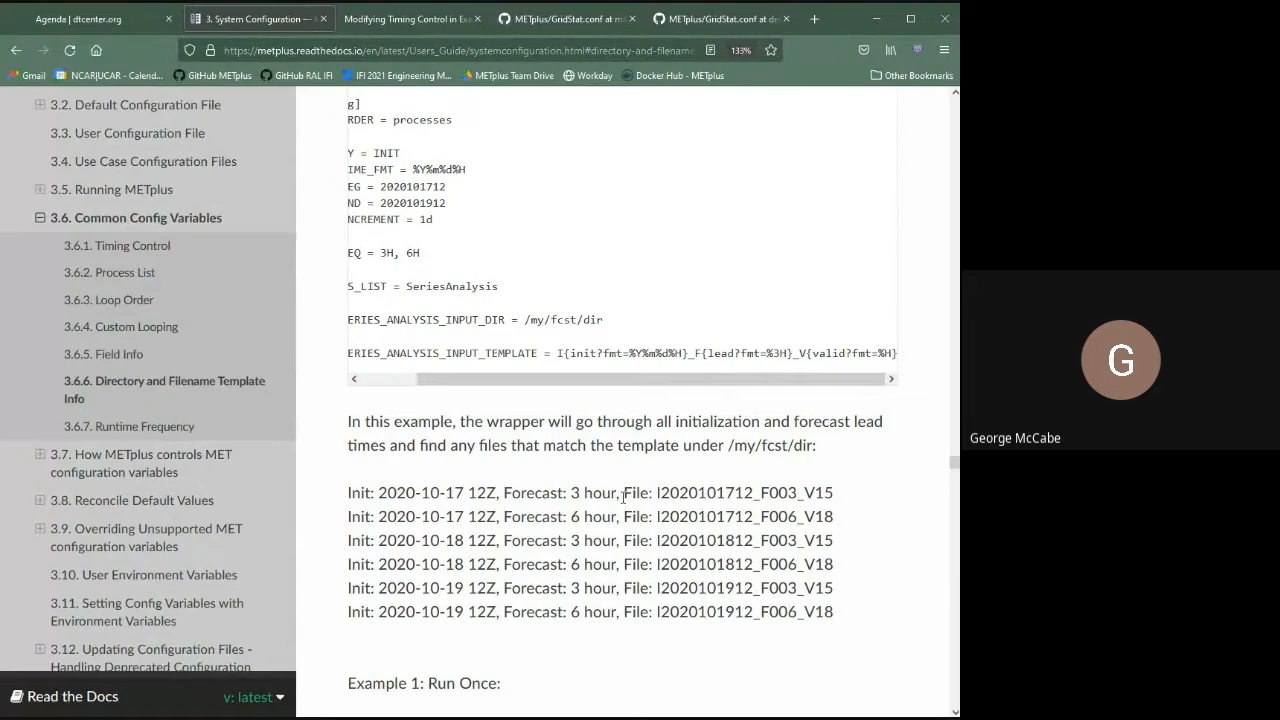 Agenda | dtcenter.org
3. System Configuration —
Modifying Timing Control in Exe
METplus/GridStat.conf at m
METplus/GridStat.conf at de
https://metplus.readthedocs.io/en/latest/Users_Guide/systemconfiguration.html#directory-and-filename-
133%
Gmail
NCAR|UCAR - Calend...
GitHub METplus
GitHub RAL IFI
IFI 2021 Engineering M...
METplus Team Drive
Workday
Docker Hub - METplus
Other Bookmarks
3.2. Default Configuration File
3.3. User Configuration File
3.4. Use Case Configuration Files
3.5. Running METplus
3.6. Common Config Variables
3.6.1. Timing Control
3.6.2. Process List
3.6.3. Loop Order
3.6.4. Custom Looping
3.6.5. Field Info
3.6.6. Directory and Filename Template
Info
3.6.7. Runtime Frequency
3.7. How METplus controls MET
configuration variables
3.8. Reconcile Default Values
3.9. Overriding Unsupported MET
configuration variables
3.10. User Environment Variables
3.11. Setting Config Variables with
Environment Variables
3.12. Updating Configuration Files -
Handling Deprecated Configuration
Read the Docs
v: latest
g]
RDER = processes
Y = INIT
IME_FMT = %Y%m%d%H
EG = 2020101712
ND = 2020101912
NCREMENT = 1d
EQ = 3H, 6H
S_LIST = SeriesAnalysis
ERIES_ANALYSIS_INPUT_DIR = /my/fcst/dir
ERIES_ANALYSIS_INPUT_TEMPLATE = I{init?fmt=%Y%m%d%H}_F{lead?fmt=%3H}_V{valid?fmt=%H}
In this example, the wrapper will go through all initialization and forecast lead
times and find any files that match the template under /my/fcst/dir:
Init: 2020-10-17 12Z, Forecast: 3 hour, File: I2020101712_F003_V15
Init: 2020-10-17 12Z, Forecast: 6 hour, File: I2020101712_F006_V18
Init: 2020-10-18 12Z, Forecast: 3 hour, File: I2020101812_F003_V15
Init: 2020-10-18 12Z, Forecast: 6 hour, File: I2020101812_F006_V18
Init: 2020-10-19 12Z, Forecast: 3 hour, File: I2020101912_F003_V15
Init: 2020-10-19 12Z, Forecast: 6 hour, File: I2020101912_F006_V18
Example 1: Run Once:
G
George McCabe